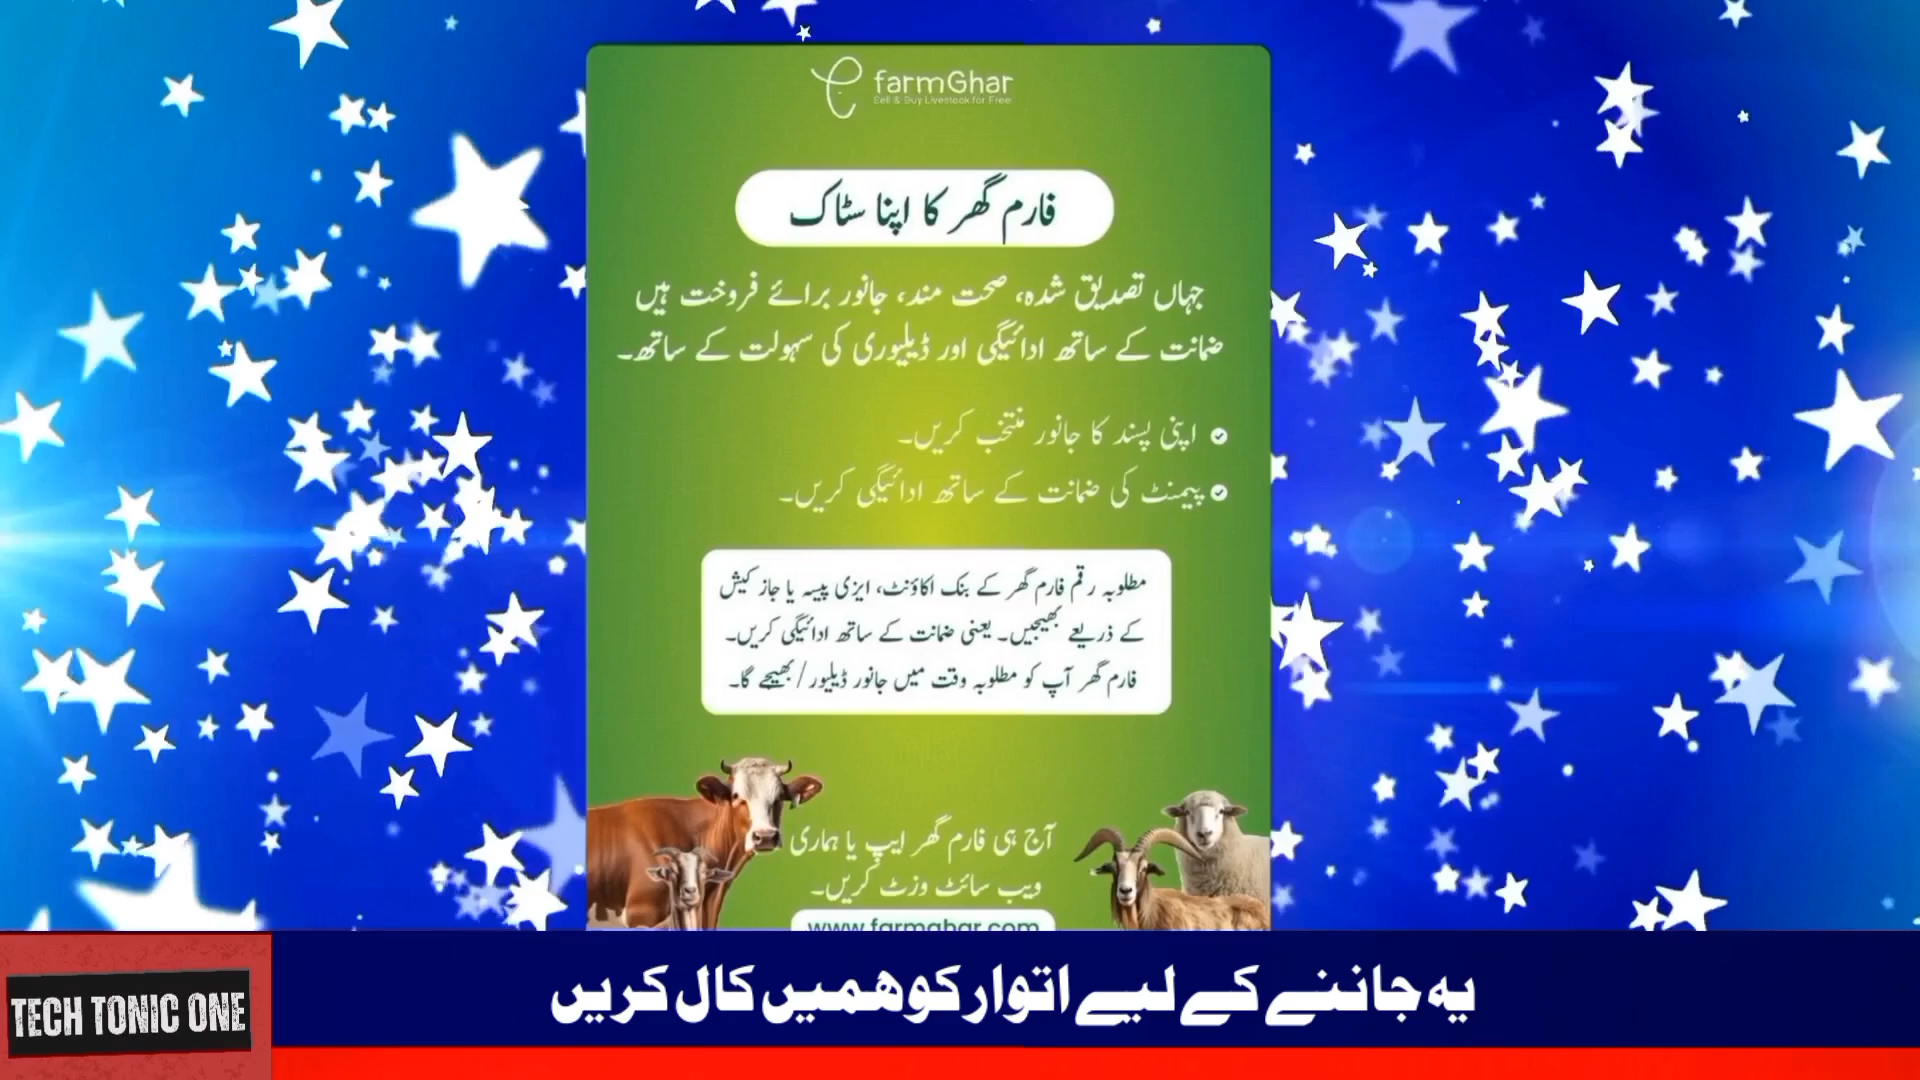 farmGhar
Sell & Buy Livestock for Free
فارم گھر کا اپنا سٹاک
جہاں تصدیق شدہ، صحت مند، جانور برائے فروخت ہیں
ضمانت کے ساتھ ادائیگی اور ڈیلیوری کی سہولت کے ساتھ۔
اپنی پسند کا جانور منتخب کریں۔
پیمنٹ کی ضمانت کے ساتھ ادائیگی کریں۔
مطلوبہ رقم فارم گھر کے بنک اکاؤنٹ، ایزی پیسہ یا جاز کیش
کے ذریعے بھیجیں۔ یعنی ضمانت کے ساتھ ادائیگی کریں۔
فارم گھر آپ کو مطلوبہ وقت میں جانور ڈیلیور / بھیجے گا۔
آج ہی فارم گھر ایپ یا ہماری
ویب سائٹ وزٹ کریں۔
www.farmghar.com
یہ جاننے کے لیے اتوار کو ھمیں کال کریں
TECH TONIC ONE